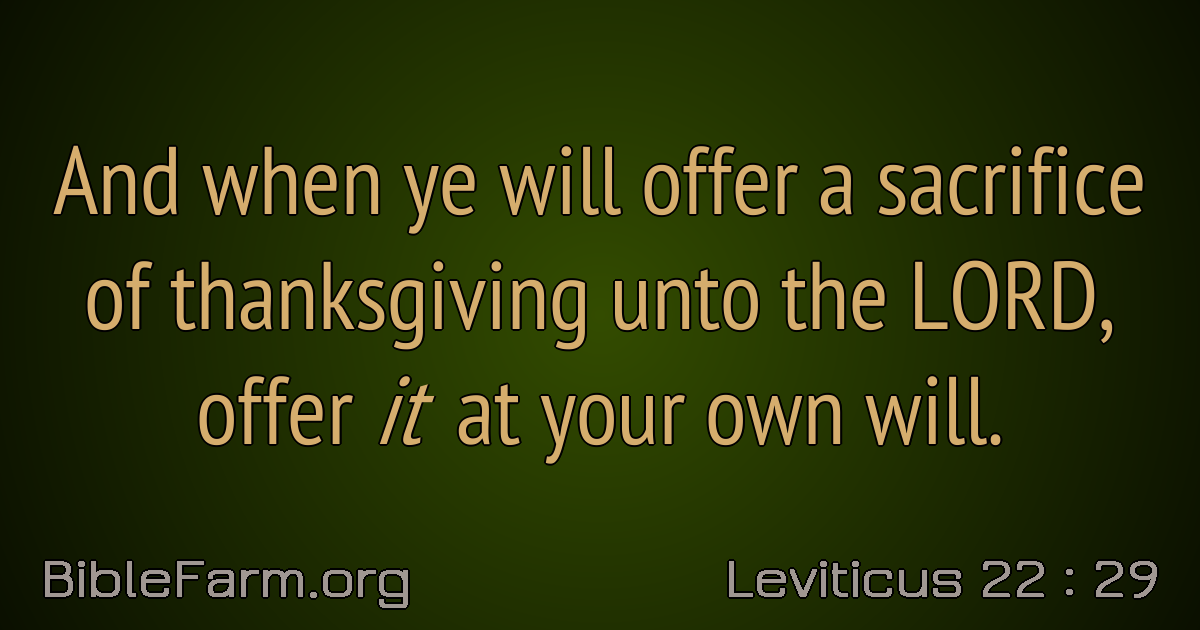 And when ye will offer a sacrifice
of thanksgiving unto the LORD,
offer it at your own will.
BibleFarm.org
Leviticus 22 : 29